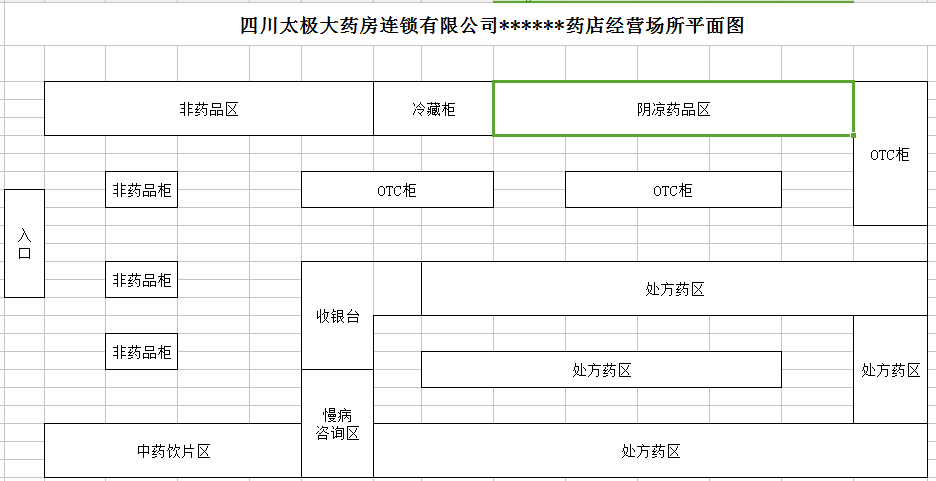 四川太极大药房连锁有限公司******药店经营场所平面图
非药品区
冷藏柜
阴凉药品区
OTC柜
非药品柜
OTC柜
OTC柜
入
口
非药品柜
收银台
处方药区
非药品柜
处方药区
处方药区
慢病
咨询区
中药饮片区
处方药区